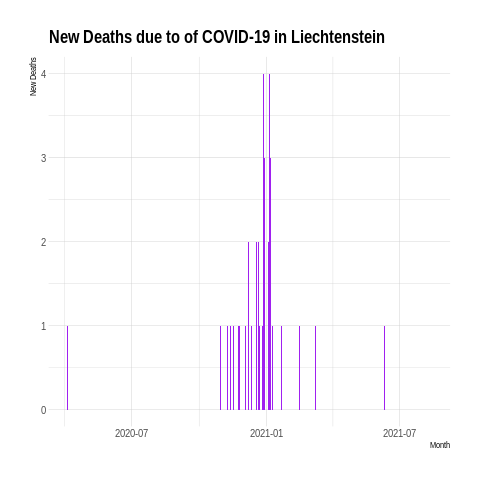 New Deaths due to of COVID-19 in Liechtenstein
New Deaths
4
3
2
1
0
2020-07
2021-01
2021-07
Month